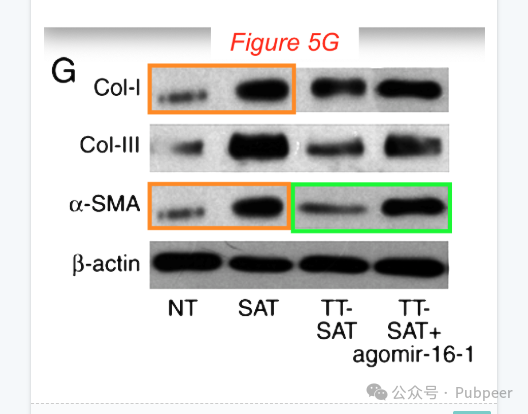 Figure 5G
G
Col-I
Col-III
α-SMA
β-actin
NT SAT TT-SAT TT-SAT+
agomir-16-1
公众号 · Pubpeer